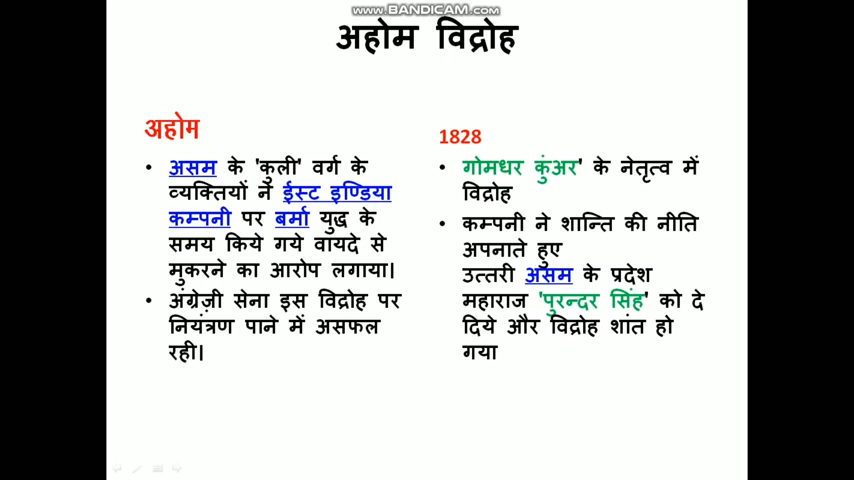 www.BANDICAM.com
अहोम विद्रोह
अहोम
• असम के 'कुली' वर्ग के
व्यक्तियों ने ईस्ट इण्डिया
कम्पनी पर बर्मा युद्ध के
समय किये गये वायदे से
मुकरने का आरोप लगाया।
• अंग्रेज़ी सेना इस विद्रोह पर
नियंत्रण पाने में असफल
रही।
1828
• गोमधर कुंअर' के नेतृत्व में
विद्रोह
• कम्पनी ने शान्ति की नीति
अपनाते हुए
उत्तरी असम के प्रदेश
महाराज 'पुरन्दर सिंह' को दे
दिये और विद्रोह शांत हो
गया